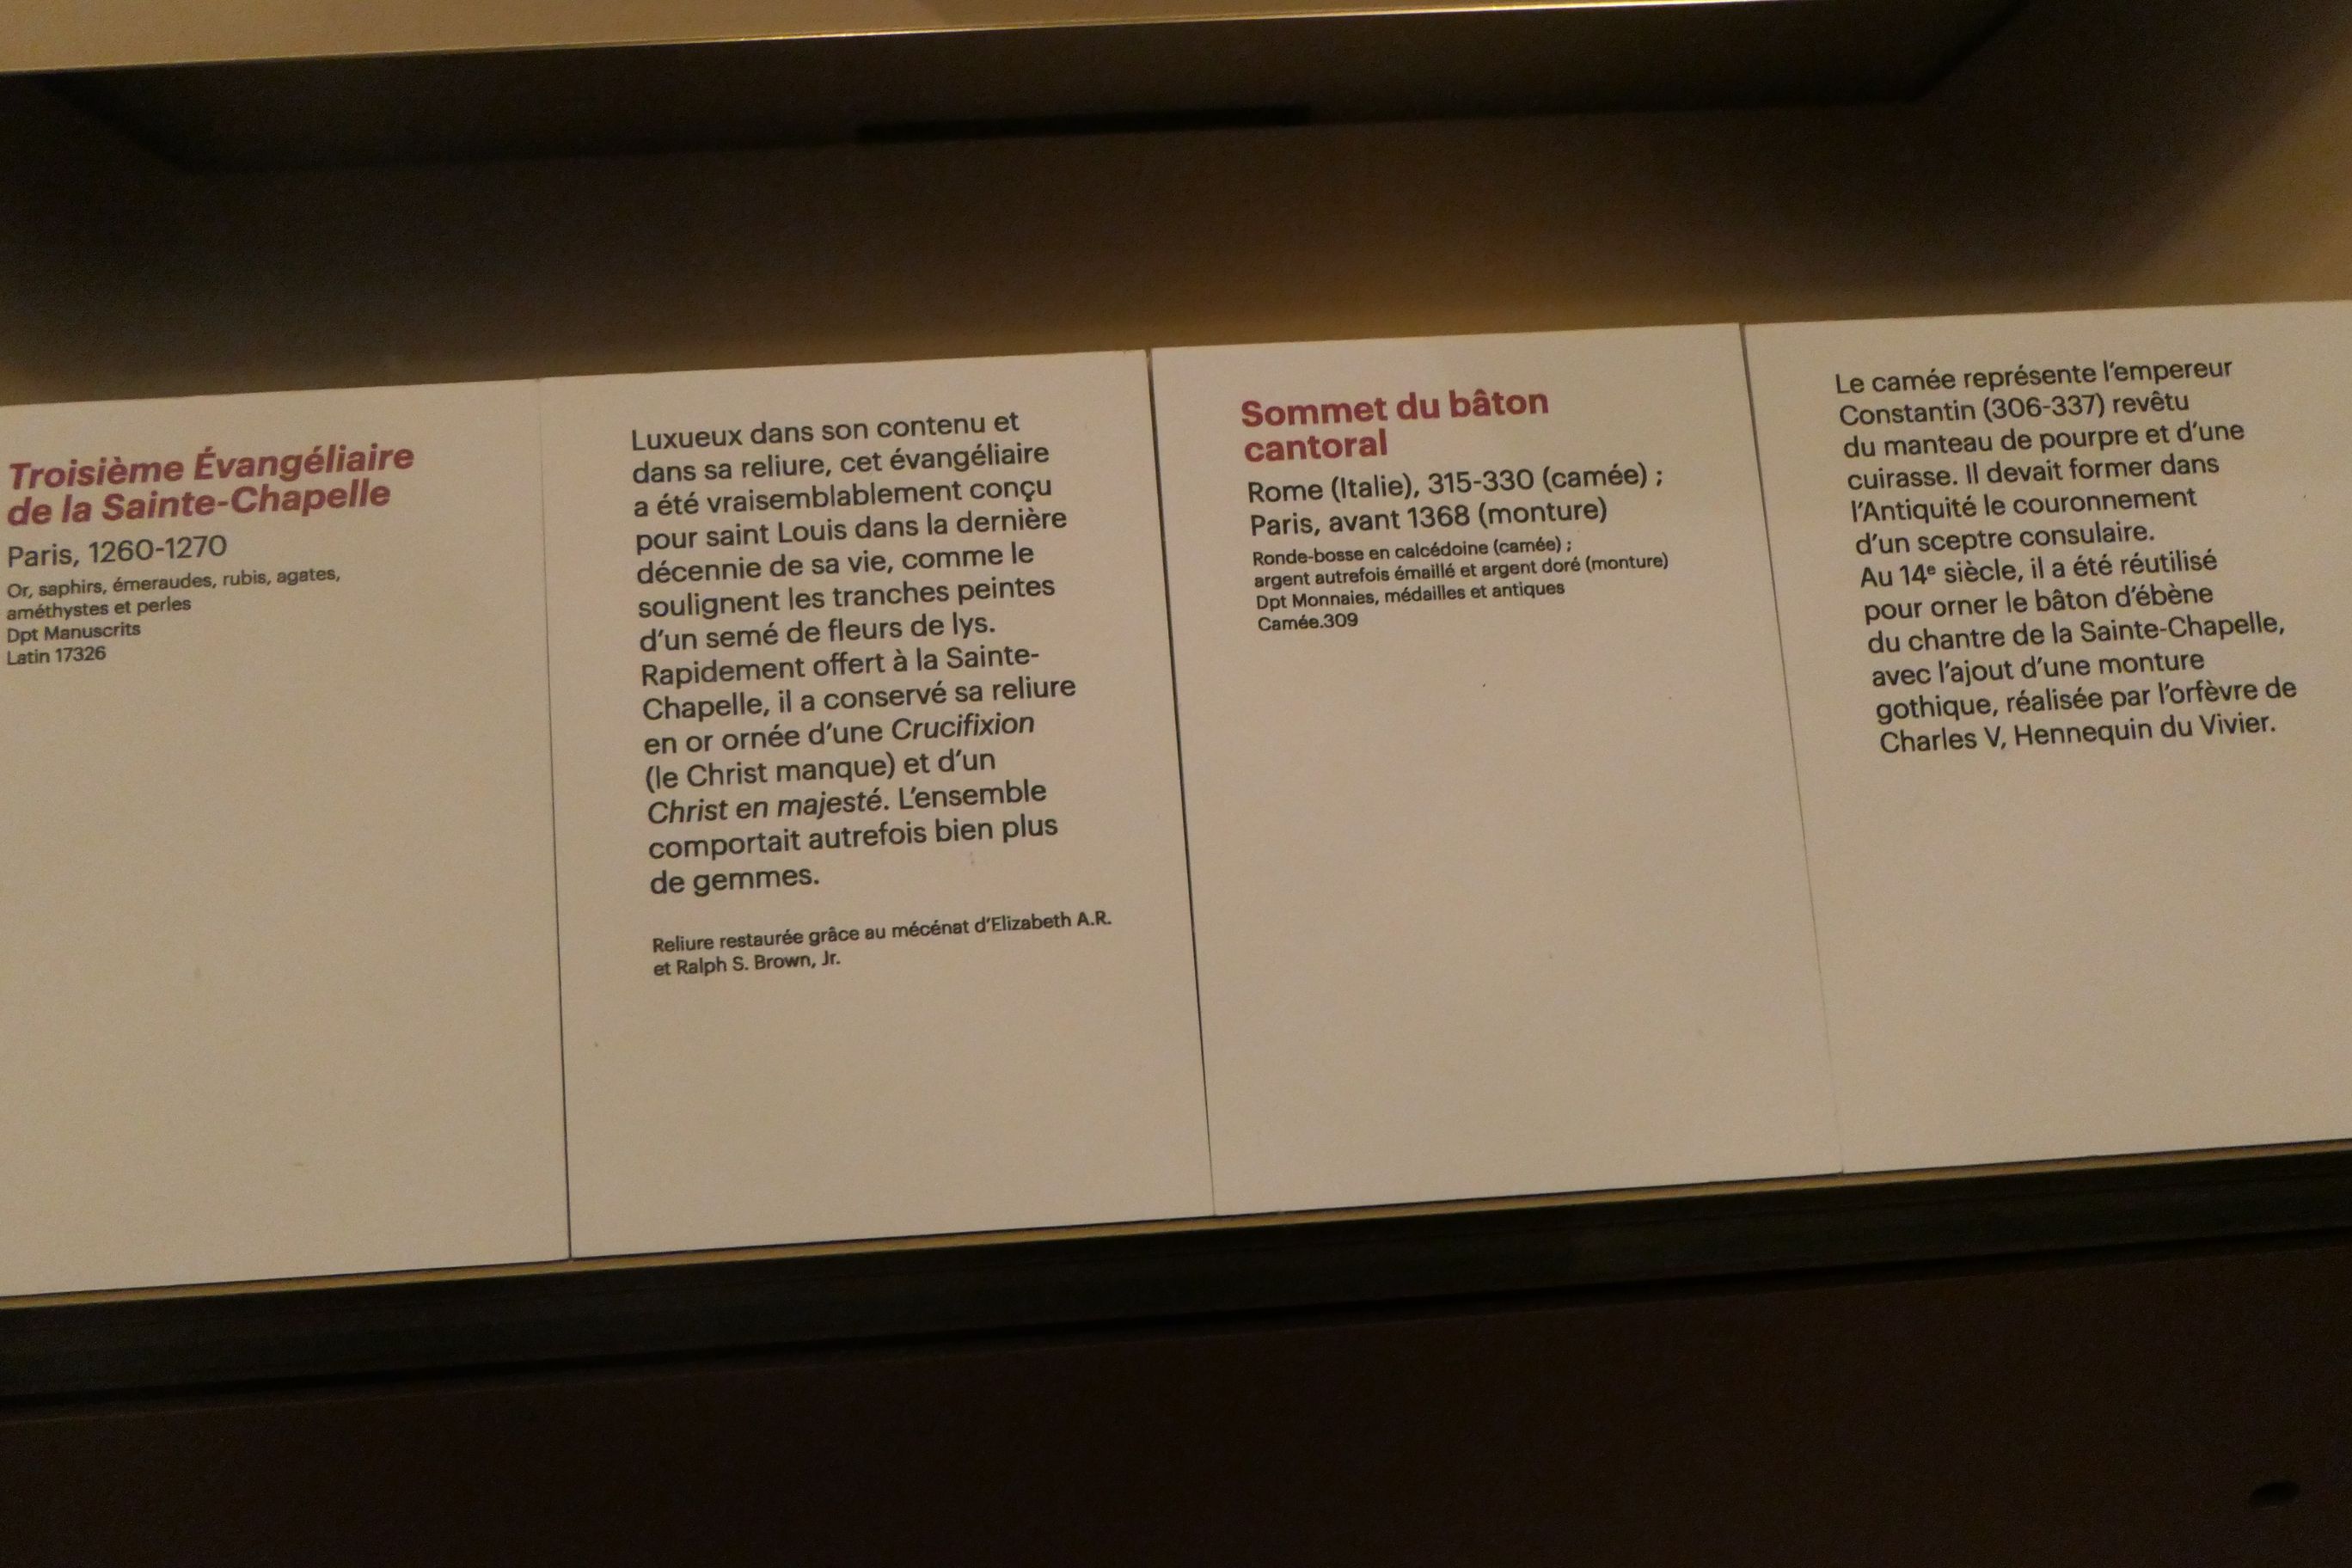 Troisième Évangéliaire
de la Sainte-Chapelle
Paris, 1260-1270
Or, saphirs, émeraudes, rubis, agates,
améthystes et perles
Dpt Manuscrits
Latin 17326
Luxueux dans son contenu et
dans sa reliure, cet évangéliaire
a été vraisemblablement conçu
pour saint Louis dans la dernière
décennie de sa vie, comme le
soulignent les tranches peintes
d'un semé de fleurs de lys.
Rapidement offert à la Sainte-
Chapelle, il a conservé sa reliure
en or ornée d'une Crucifixion
(le Christ manque) et d'un
Christ en majesté. L'ensemble
comportait autrefois bien plus
de gemmes.
Reliure restaurée grâce au mécénat d'Elizabeth A.R.
et Ralph S. Brown, Jr.
Sommet du bâton
cantoral
Rome (Italie), 315-330 (camée) ;
Paris, avant 1368 (monture)
Ronde-bosse en calcédoine (camée) ;
argent autrefois émaillé et argent doré (monture)
Dpt Monnaies, médailles et antiques
Camée.309
Le camée représente l'empereur
Constantin (306-337) revêtu
du manteau de pourpre et d'une
cuirasse. Il devait former dans
l'Antiquité le couronnement
d'un sceptre consulaire.
Au 14e siècle, il a été réutilisé
pour orner le bâton d'ébène
du chantre de la Sainte-Chapelle,
avec l'ajout d'une monture
gothique, réalisée par l'orfèvre de
Charles V, Hennequin du Vivier.